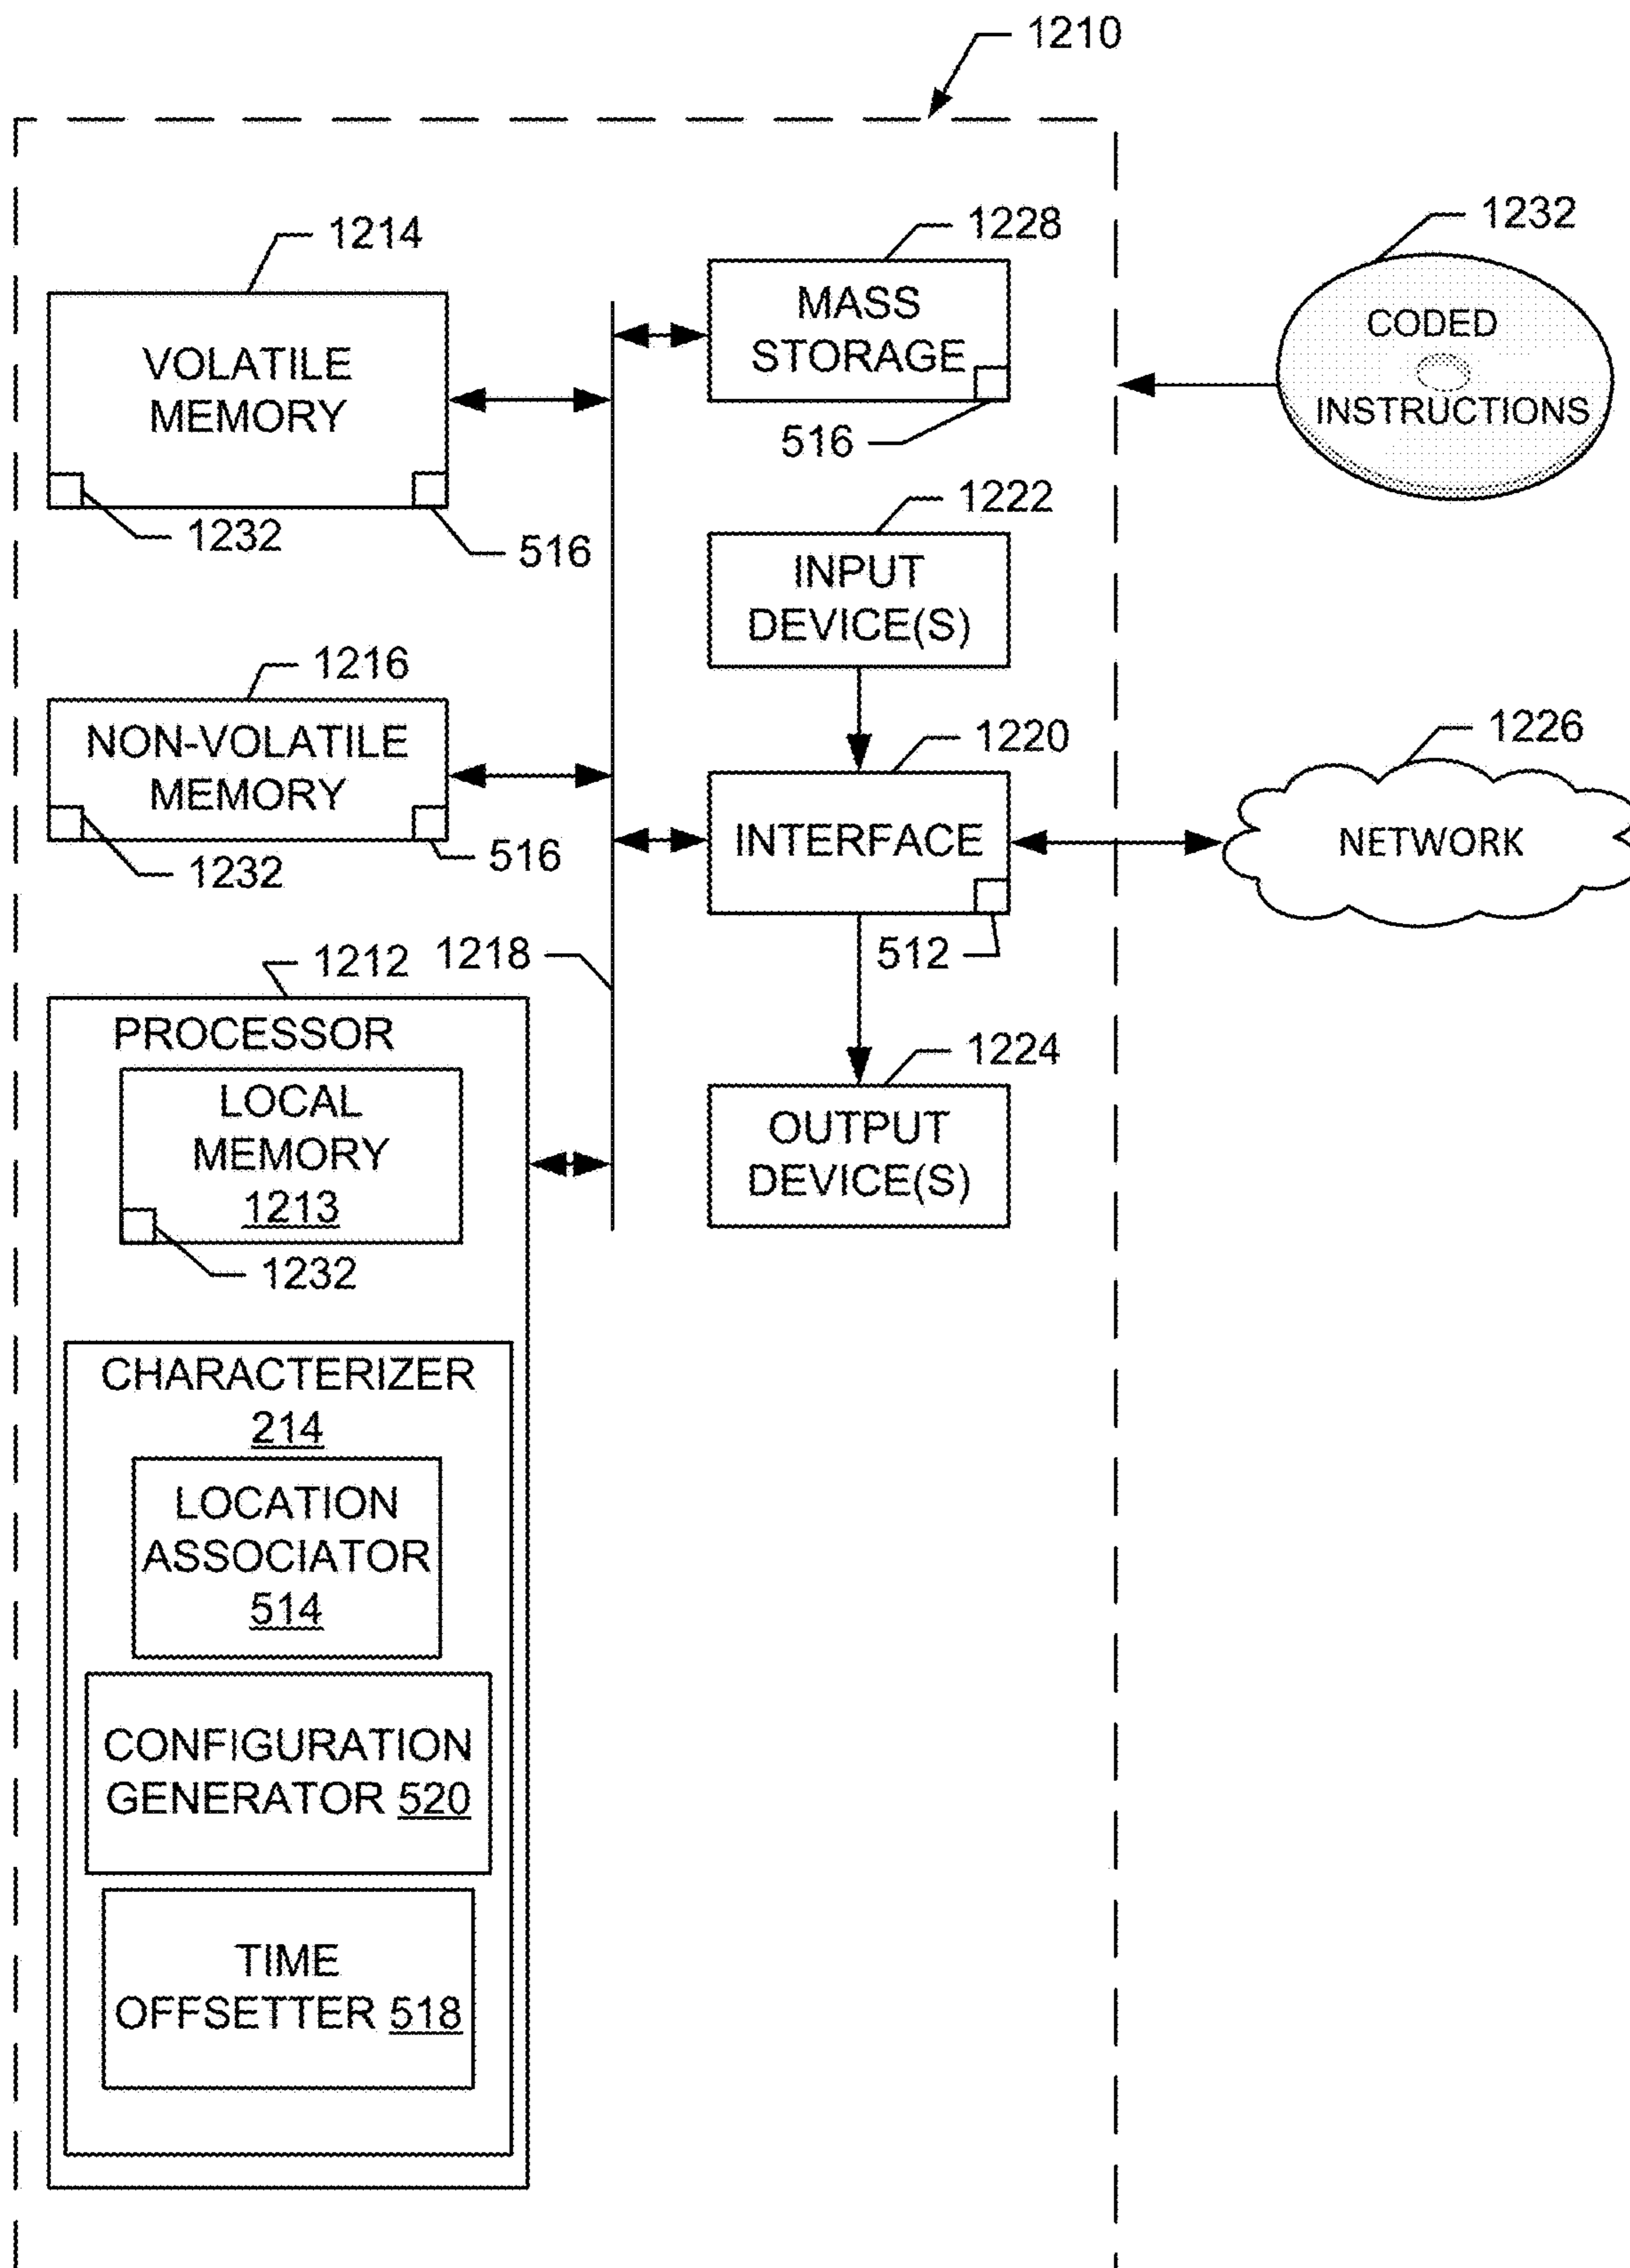 1210
1214
VOLATILE
MEMORY
1232
516
1228
MASS
STORAGE
516
1232
CODED
INSTRUCTIONS
1222
INPUT
DEVICE(S)
1216
NON-VOLATILE
MEMORY
1232
516
1220
INTERFACE
512
1226
NETWORK
1212
1218
PROCESSOR
LOCAL
MEMORY
1213
1232
1224
OUTPUT
DEVICE(S)
CHARACTERIZER
214
LOCATION
ASSOCIATOR
514
CONFIGURATION
GENERATOR 520
TIME
OFFSETTER 518